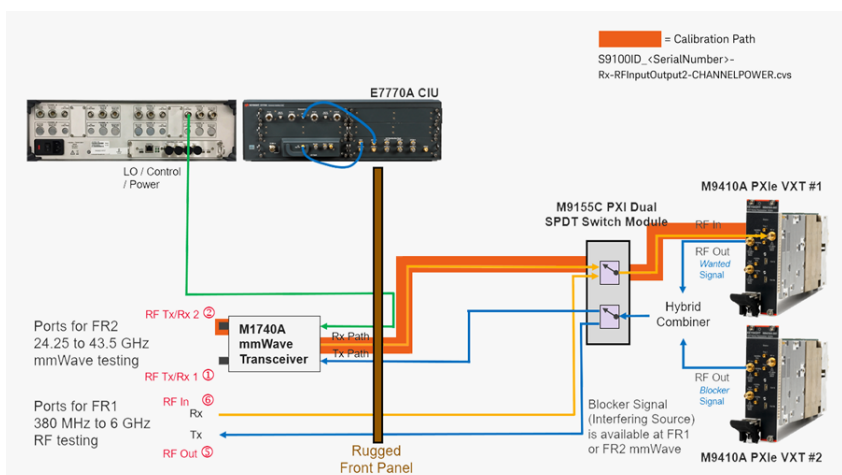 = Calibration Path
S9100ID_<SerialNumber>-
Rx-RFInputOutput2-CHANNELPOWER.cvs
E7770A CIU
LO / Control
/ Power
M9155C PXI Dual
SPDT Switch Module
M9410A PXIe VXT #1
RF In
RF Out
Wanted
Signal
Hybrid
Combiner
RF Tx/Rx 2 ②
Ports for FR2
24.25 to 43.5 GHz
mmWave testing
M1740A
mmWave
Transceiver
Rx Path
Tx Path
RF Tx/Rx 1 ①
RF Out
Blocker
Signal
Ports for FR1
380 MHz to 6 GHz
RF testing
RF In ⑥
Rx
Tx
RF Out ⑤
Blocker Signal
(Interfering Source)
is available at FR1
or FR2 mmWave
Rugged
Front Panel
M9410A PXIe VXT #2